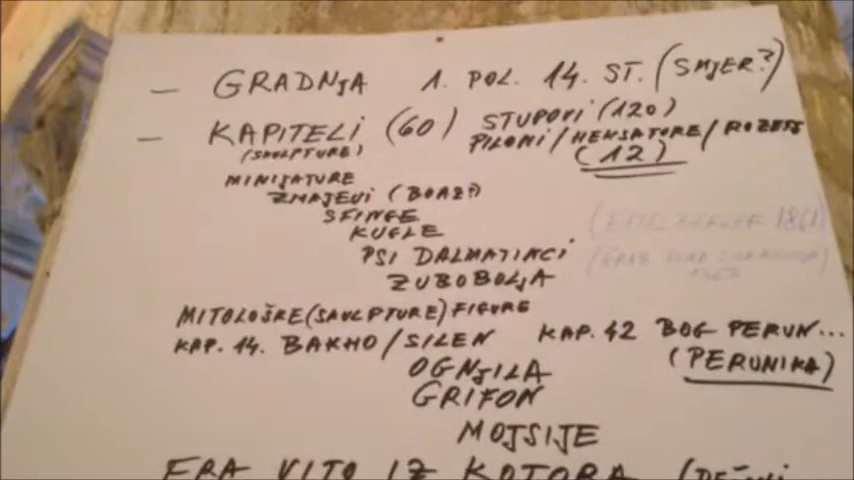 – GRADNJA 1. POL. 14. ST. (SMJER?)
– KAPITELI (60) STUPOVI (120)
(SKULPTURE) PILONI/HEKSAFORE/ROZETE
(12)
MINIJATURE
ZMAJEVI (BORE?)
SFINGE
KUGLE
PSI DALMATINCI
ZUBOBOLJA
MITOLOŠKE (SKULPTURE) FIGURE
KAP. 14. BAKHO/SILEN KAP. 42 BOG PERUN...
OGNJILA (PERUNIKA)
GRIFON
MOJSIJE
FRA VITO IZ KOTORA